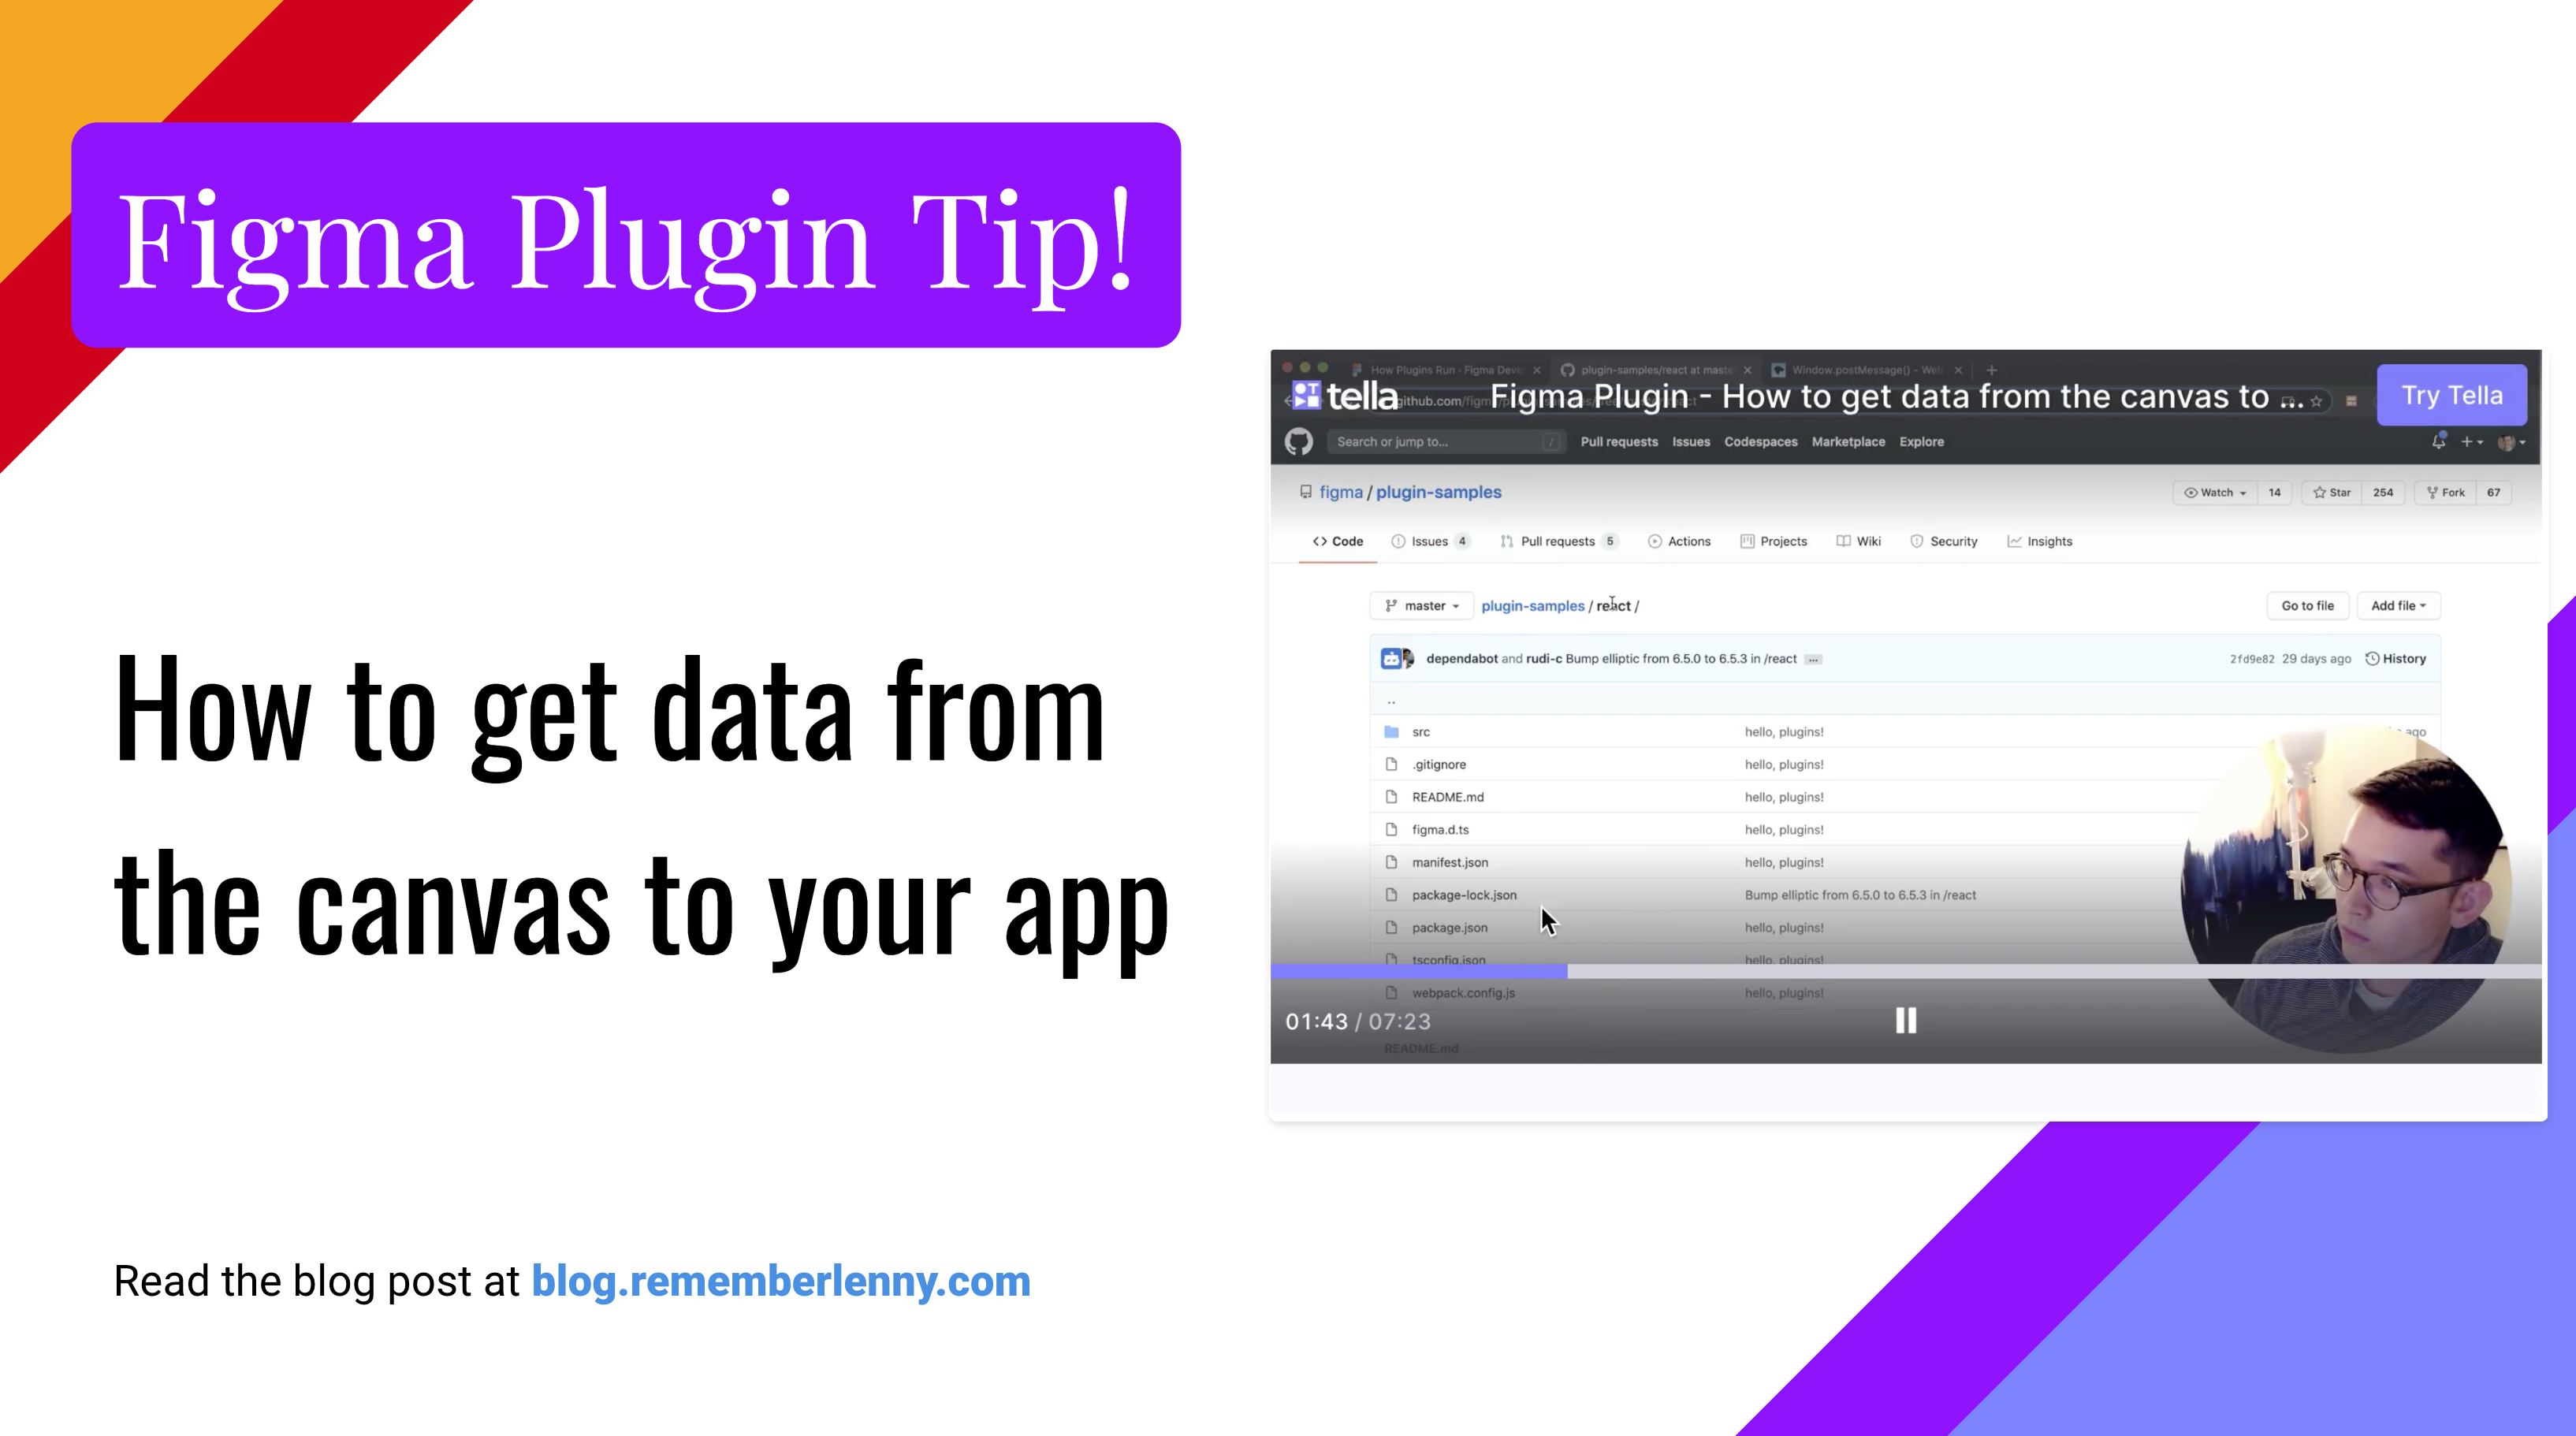 Figma Plugin Tip!
How to get data from
the canvas to your app
Read the blog post at blog.rememberlenny.com
How Plugins Run - Figma Deve
plugin-samples/react at maste
Window.postMessage() - Web
tella
github.com/figm
Figma Plugin - How to get data from the canvas to ...
Try Tella
Search or jump to...
/
Pull requests Issues Codespaces Marketplace Explore
figma / plugin-samples
Watch 14 Star 254 Fork 67
Code Issues 4 Pull requests 5 Actions Projects Wiki Security Insights
master plugin-samples / react /
Go to file Add file
dependabot and rudi-c Bump elliptic from 6.5.0 to 6.5.3 in /react ...
2fd9e82 29 days ago History
..
src hello, plugins! ago
.gitignore hello, plugins!
README.md hello, plugins!
figma.d.ts hello, plugins!
manifest.json hello, plugins!
package-lock.json Bump elliptic from 6.5.0 to 6.5.3 in /react
package.json hello, plugins!
tsconfig.json hello, plugins!
webpack.config.js hello, plugins!
01:43 / 07:23
README.md